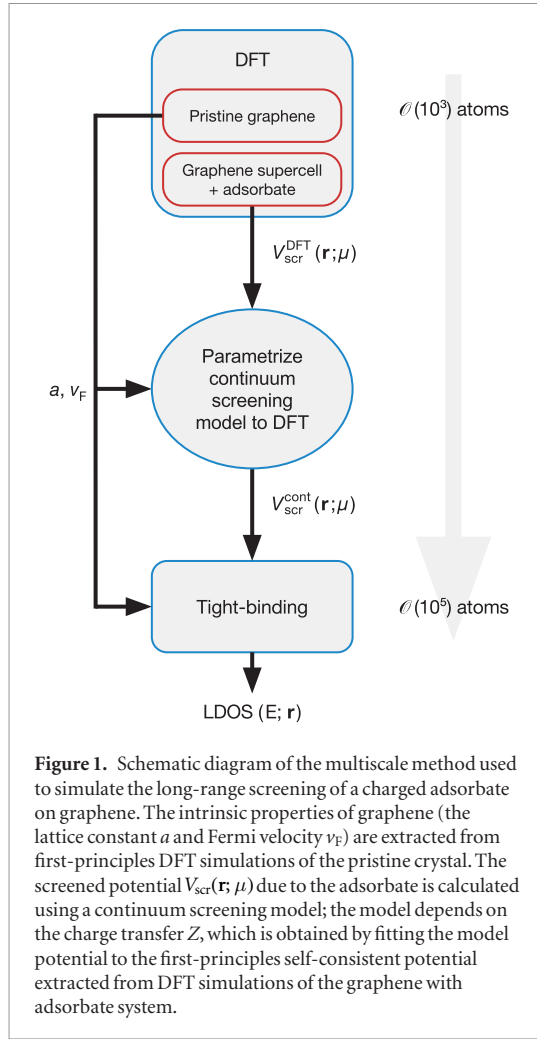 DFT
Pristine graphene
𝒪(10³) atoms
Graphene supercell
+ adsorbate
V_scr^DFT (r;μ)
Parametrize
continuum
screening
model to DFT
a, v_F
V_scr^cont (r;μ)
Tight-binding
𝒪(10⁵) atoms
LDOS (E; r)
Figure 1. Schematic diagram of the multiscale method used
to simulate the long-range screening of a charged adsorbate
on graphene. The intrinsic properties of graphene (the
lattice constant a and Fermi velocity v_F) are extracted from
first-principles DFT simulations of the pristine crystal. The
screened potential V_scr(r; μ) due to the adsorbate is calculated
using a continuum screening model; the model depends on
the charge transfer Z, which is obtained by fitting the model
potential to the first-principles self-consistent potential
extracted from DFT simulations of the graphene with
adsorbate system.